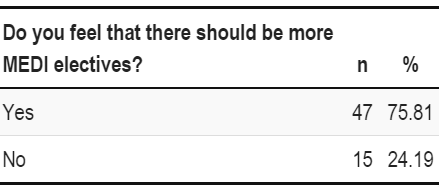 Do you feel that there should be more
MEDI electives? n %
Yes 47 75.81
No 15 24.19